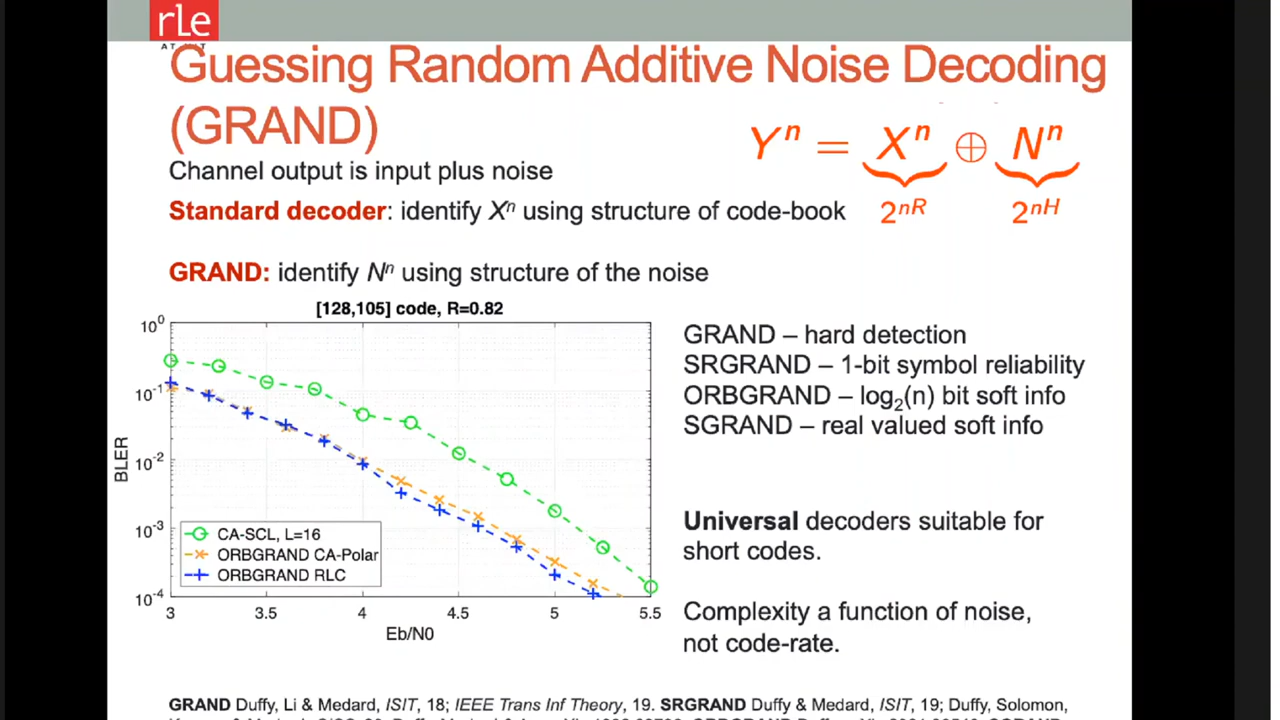 rle
AT MIT
Guessing Random Additive Noise Decoding
(GRAND)
Yⁿ = Xⁿ ⊕ Nⁿ
2ⁿᴿ 2ⁿᴴ
Channel output is input plus noise
Standard decoder: identify Xⁿ using structure of code-book
GRAND: identify Nⁿ using structure of the noise
[128,105] code, R=0.82
BLER
10⁰
10⁻¹
10⁻²
10⁻³
10⁻⁴
CA-SCL, L=16
ORBGRAND CA-Polar
ORBGRAND RLC
3 3.5 4 4.5 5 5.5
Eb/N0
GRAND – hard detection
SRGRAND – 1-bit symbol reliability
ORBGRAND – log₂(n) bit soft info
SGRAND – real valued soft info
Universal decoders suitable for
short codes.
Complexity a function of noise,
not code-rate.
GRAND Duffy, Li & Medard, ISIT, 18; IEEE Trans Inf Theory, 19. SRGRAND Duffy & Medard, ISIT, 19; Duffy, Solomon,